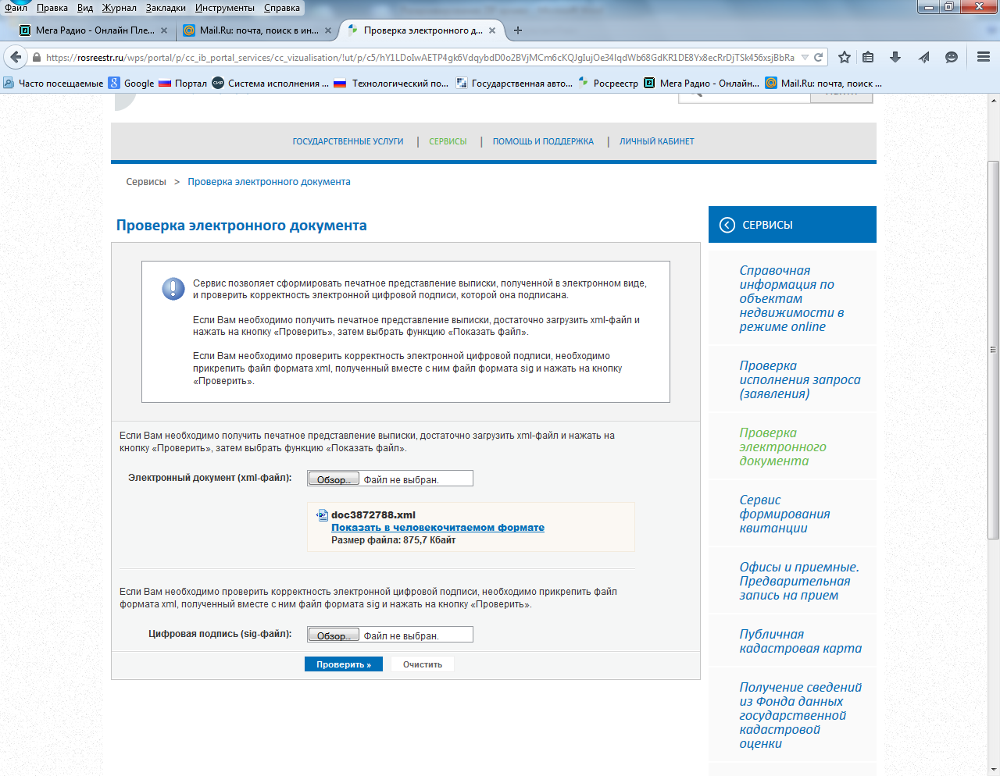 Файл Правка Вид Журнал Закладки Инструменты Справка
Мега Радио - Онлайн Пле...
Mail.Ru: почта, поиск в ин...
Проверка электронного д...
https://rosreestr.ru/wps/portal/p/cc_ib_portal_services/cc_vizualisation/!ut/p/c5/hY1LDoIwAETP4gk6VdqybdD0o2BVjMCm6cKQJgIujOe34IqdWb68GdKR1DE8Yx8ecRrDjTSk456xsjBbRa
Часто посещаемые
Google
Портал
Система исполнения ...
Технологический по...
Государственная авто...
Росреестр
Мега Радио - Онлайн...
Mail.Ru: почта, поиск ...
ГОСУДАРСТВЕННЫЕ УСЛУГИ | СЕРВИСЫ | ПОМОЩЬ И ПОДДЕРЖКА | ЛИЧНЫЙ КАБИНЕТ
Сервисы > Проверка электронного документа
Проверка электронного документа
Сервис позволяет сформировать печатное представление выписки, полученной в электронном виде,
и проверить корректность электронной цифровой подписи, которой она подписана.
Если Вам необходимо получить печатное представление выписки, достаточно загрузить xml-файл и
нажать на кнопку «Проверить», затем выбрать функцию «Показать файл».
Если Вам необходимо проверить корректность электронной цифровой подписи, необходимо
прикрепить файл формата xml, полученный вместе с ним файл формата sig и нажать на кнопку
«Проверить».
Если Вам необходимо получить печатное представление выписки, достаточно загрузить xml-файл и нажать на
кнопку «Проверить», затем выбрать функцию «Показать файл».
Электронный документ (xml-файл): Обзор... Файл не выбран.
doc3872788.xml
Показать в человекочитаемом формате
Размер файла: 875,7 Кбайт
Если Вам необходимо проверить корректность электронной цифровой подписи, необходимо прикрепить файл
формата xml, полученный вместе с ним файл формата sig и нажать на кнопку «Проверить».
Цифровая подпись (sig-файл): Обзор... Файл не выбран.
Проверить » Очистить
СЕРВИСЫ
Справочная
информация по
объектам
недвижимости в
режиме online
Проверка
исполнения запроса
(заявления)
Проверка
электронного
документа
Сервис
формирования
квитанции
Офисы и приемные.
Предварительная
запись на прием
Публичная
кадастровая карта
Получение сведений
из Фонда данных
государственной
кадастровой
оценки